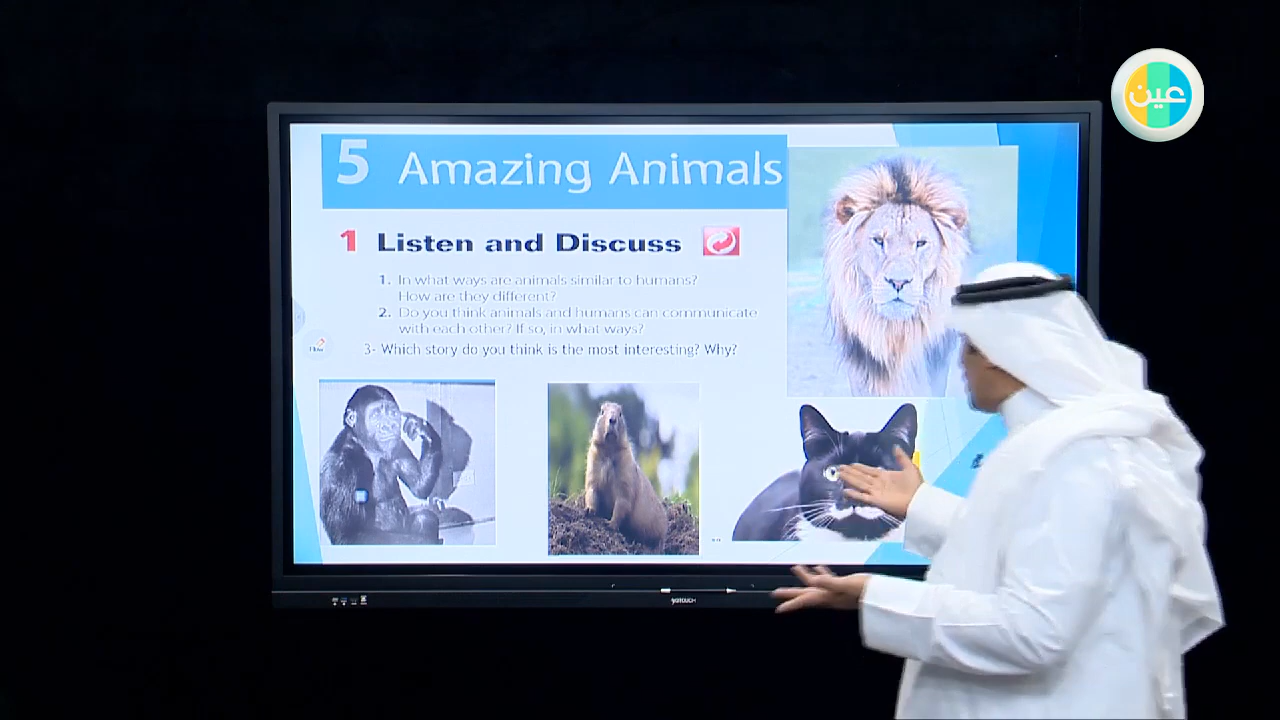 عين
5 Amazing Animals
1 Listen and Discuss
1. In what ways are animals similar to humans?
How are they different?
2. Do you think animals and humans can communicate
with each other? If so, in what ways?
3- Which story do you think is the most interesting? Why?